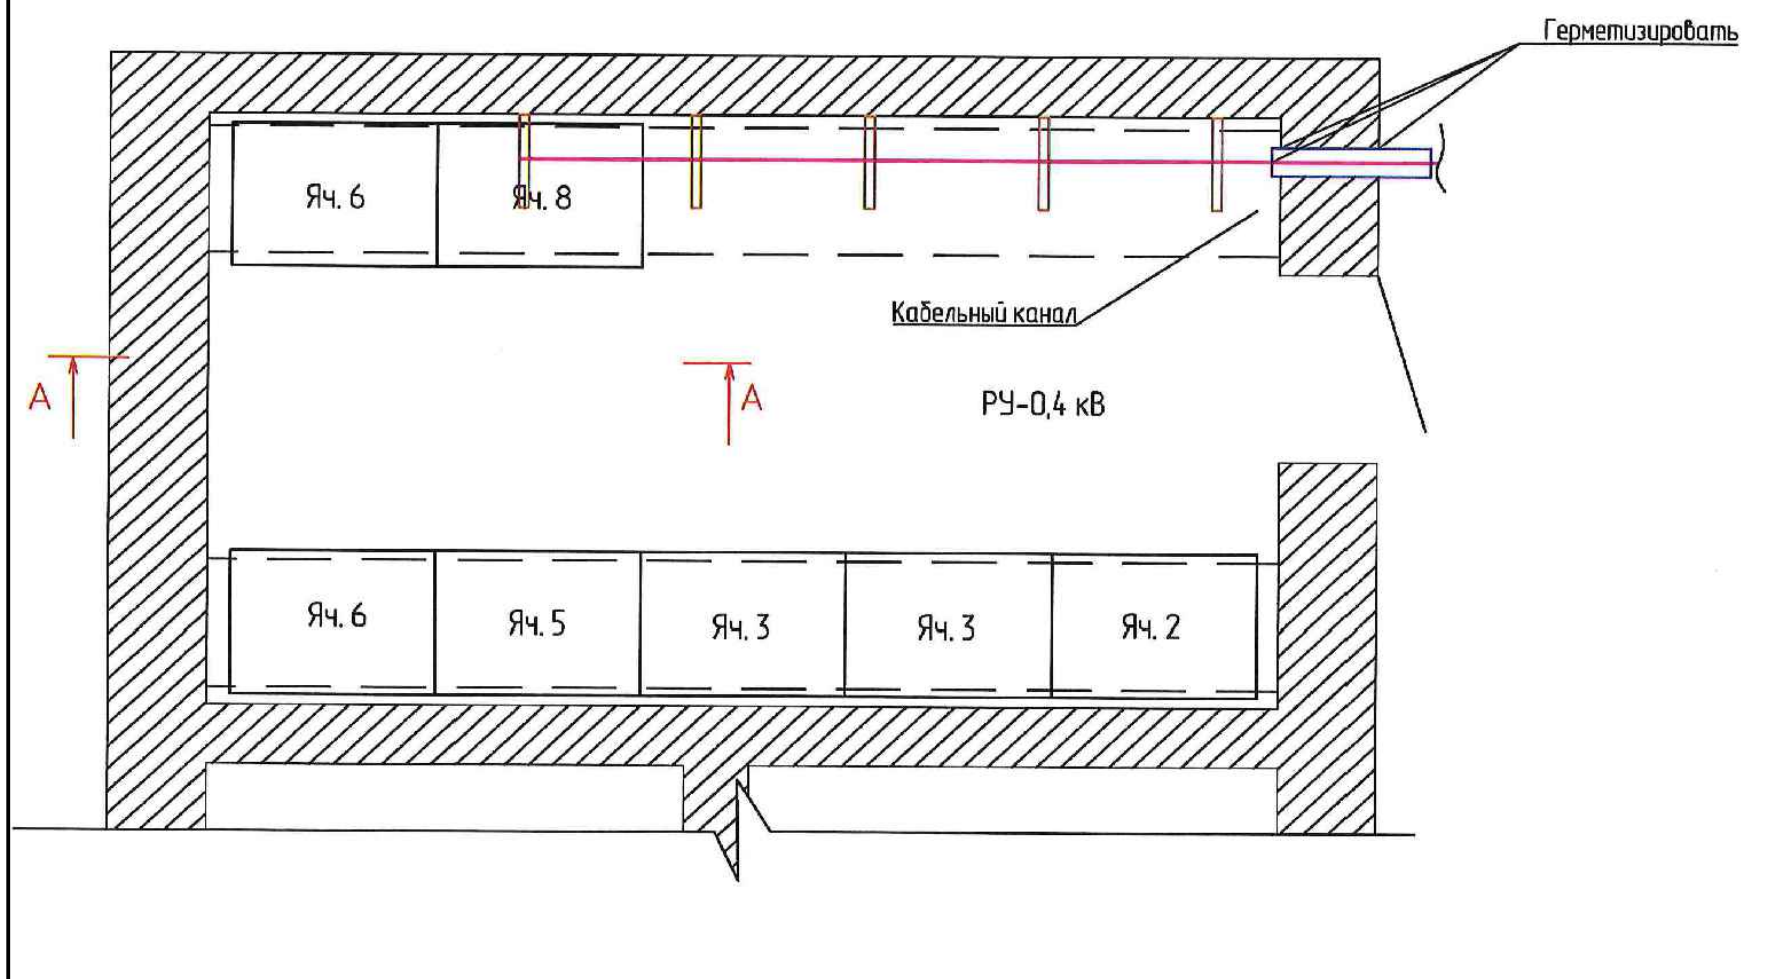 Герметизировать
Яч. 6
Яч. 8
Кабельный канал
А
А
РУ-0,4 кВ
Яч. 6
Яч. 5
Яч. 3
Яч. 3
Яч. 2